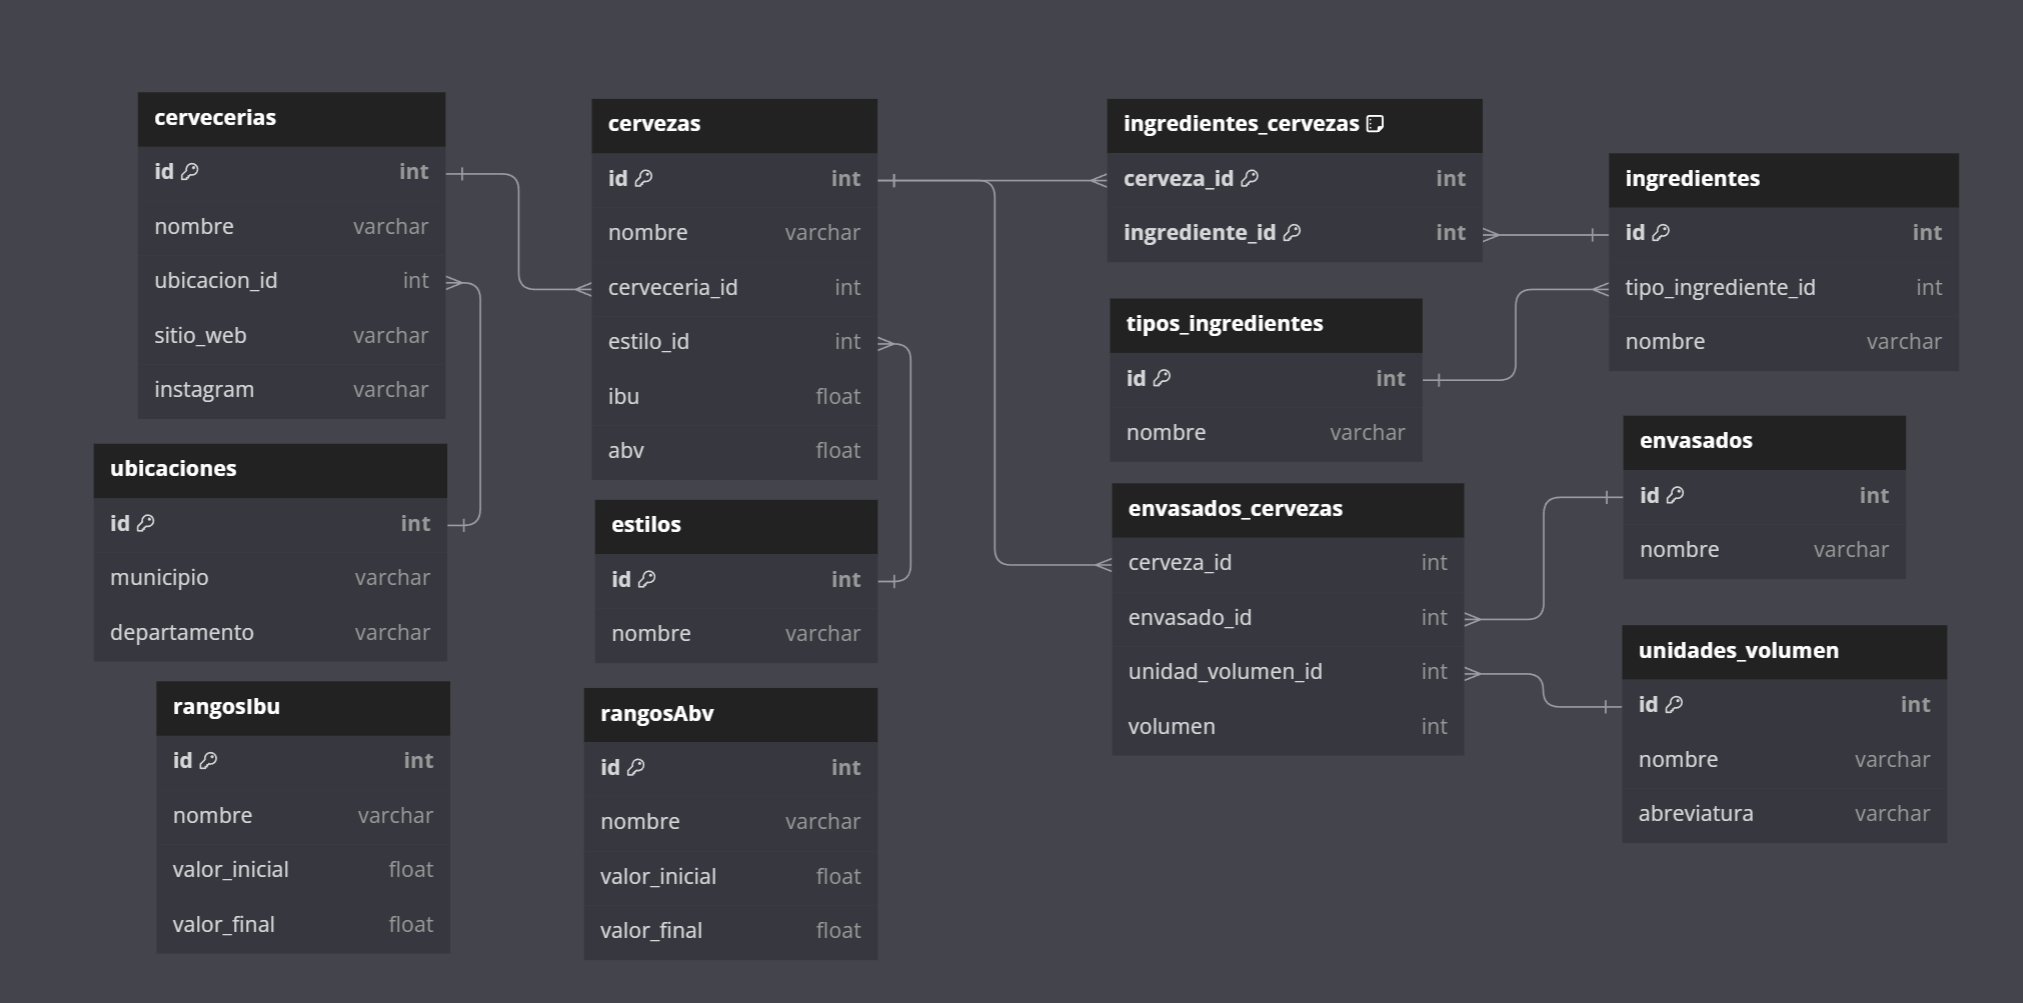 cervecerias
id int
nombre varchar
ubicacion_id int
sitio_web varchar
instagram varchar
ubicaciones
id int
municipio varchar
departamento varchar
rangosIbu
id int
nombre varchar
valor_inicial float
valor_final float
cervezas
id int
nombre varchar
cerveceria_id int
estilo_id int
ibu float
abv float
estilos
id int
nombre varchar
rangosAbv
id int
nombre varchar
valor_inicial float
valor_final float
ingredientes_cervezas
cerveza_id int
ingrediente_id int
tipos_ingredientes
id int
nombre varchar
envasados_cervezas
cerveza_id int
envasado_id int
unidad_volumen_id int
volumen int
ingredientes
id int
tipo_ingrediente_id int
nombre varchar
envasados
id int
nombre varchar
unidades_volumen
id int
nombre varchar
abreviatura varchar